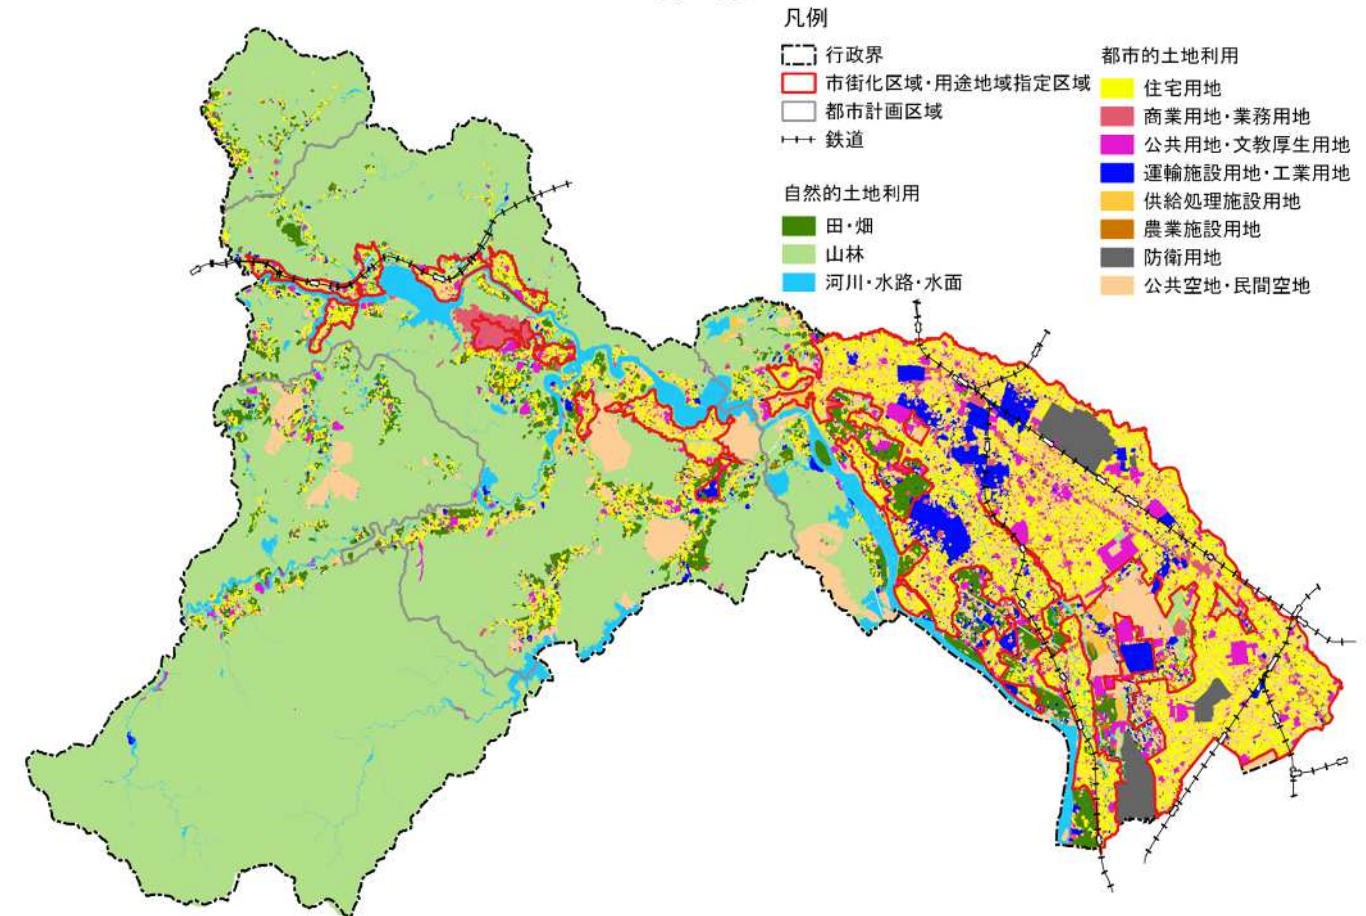 凡例
行政界
市街化区域・用途地域指定区域
都市計画区域
鉄道
自然的土地利用
田・畑
山林
河川・水路・水面
都市的土地利用
住宅用地
商業用地・業務用地
公共用地・文教厚生用地
運輸施設用地・工業用地
供給処理施設用地
農業施設用地
防衛用地
公共空地・民間空地